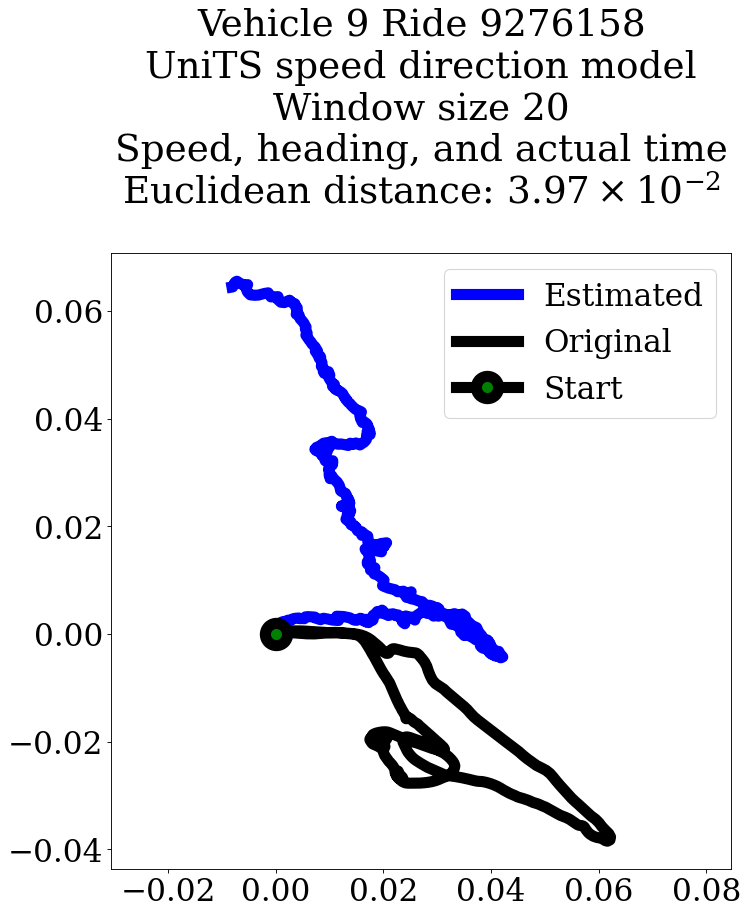 Vehicle 9 Ride 9276158
UniTS speed direction model
Window size 20
Speed, heading, and actual time
Euclidean distance: 3.97 × 10⁻²
Estimated
Original
Start
0.06
0.04
0.02
0.00
−0.02
−0.04
−0.02 0.00 0.02 0.04 0.06 0.08